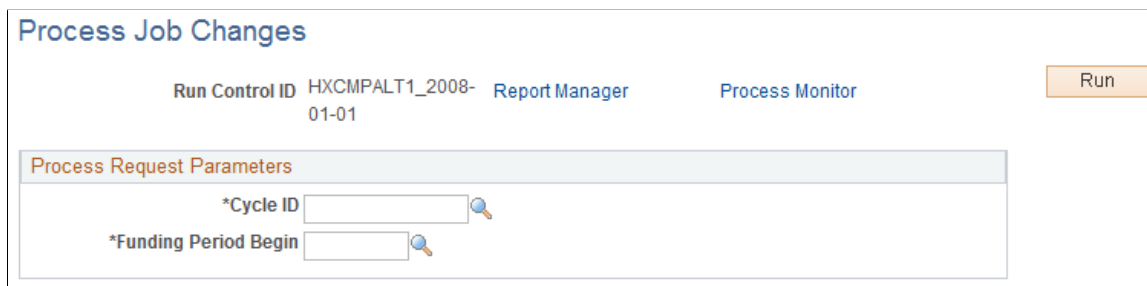 Process Job Changes
Run Control ID HXCMPALT1_2008-01-01 Report Manager Process Monitor Run
Process Request Parameters
*Cycle ID
*Funding Period Begin